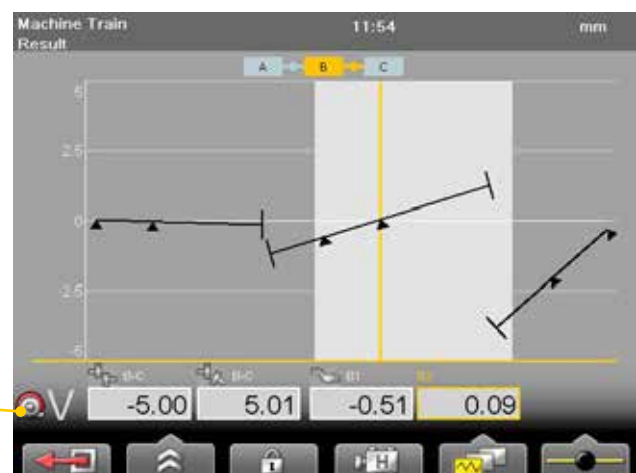 Machine Train 11:54 mm
Result
A B C
5
2.5
0
-2.5
-5
B-C B-C B1 B2
V -5.00 5.01 -0.51 0.09
H